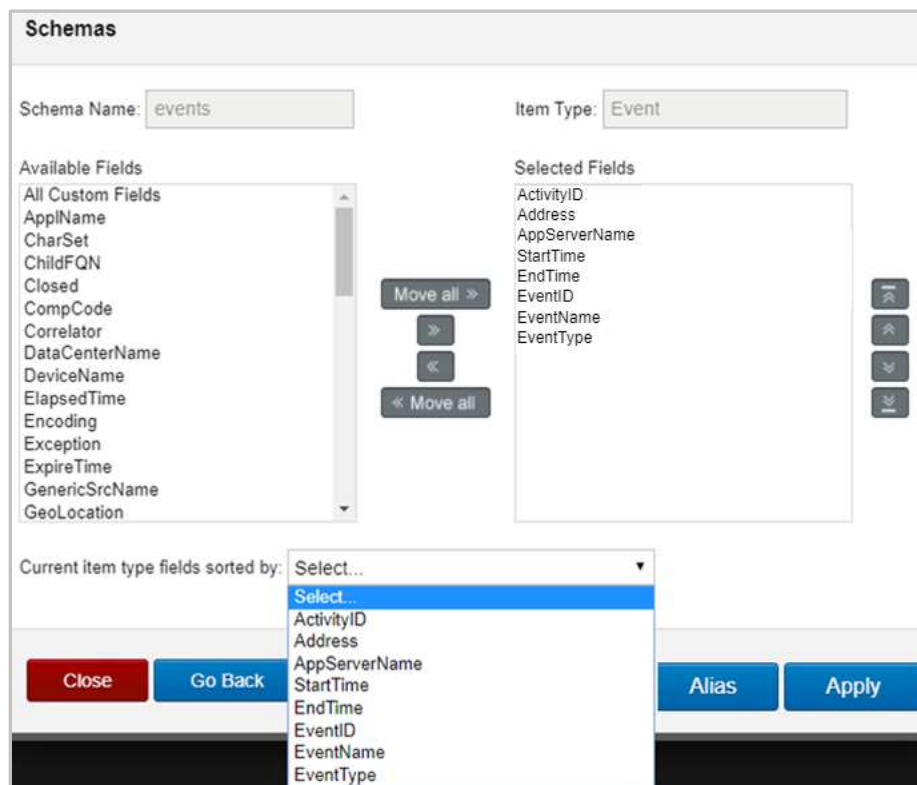 Schemas
Schema Name: events
Item Type: Event
Available Fields
All Custom Fields
ApplName
CharSet
ChildFQN
Closed
CompCode
Correlator
DataCenterName
DeviceName
ElapsedTime
Encoding
Exception
ExpireTime
GenericSrcName
GeoLocation
Move all »
»
«
« Move all
Selected Fields
ActivityID
Address
AppServerName
StartTime
EndTime
EventID
EventName
EventType
Current item type fields sorted by: Select...
Select...
ActivityID
Address
AppServerName
StartTime
EndTime
EventID
EventName
EventType
Close
Go Back
Alias
Apply